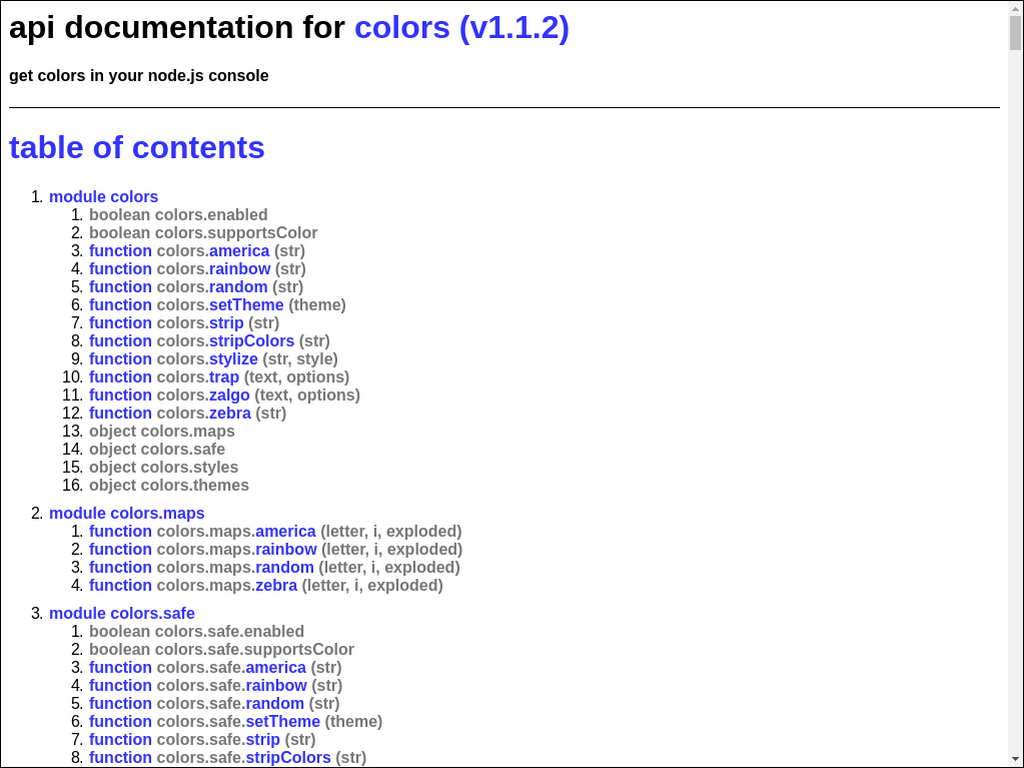 api documentation for colors (v1.1.2)
get colors in your node.js console
table of contents
1. module colors
1. boolean colors.enabled
2. boolean colors.supportsColor
3. function colors.america (str)
4. function colors.rainbow (str)
5. function colors.random (str)
6. function colors.setTheme (theme)
7. function colors.strip (str)
8. function colors.stripColors (str)
9. function colors.stylize (str, style)
10. function colors.trap (text, options)
11. function colors.zalgo (text, options)
12. function colors.zebra (str)
13. object colors.maps
14. object colors.safe
15. object colors.styles
16. object colors.themes
2. module colors.maps
1. function colors.maps.america (letter, i, exploded)
2. function colors.maps.rainbow (letter, i, exploded)
3. function colors.maps.random (letter, i, exploded)
4. function colors.maps.zebra (letter, i, exploded)
3. module colors.safe
1. boolean colors.safe.enabled
2. boolean colors.safe.supportsColor
3. function colors.safe.america (str)
4. function colors.safe.rainbow (str)
5. function colors.safe.random (str)
6. function colors.safe.setTheme (theme)
7. function colors.safe.strip (str)
8. function colors.safe.stripColors (str)